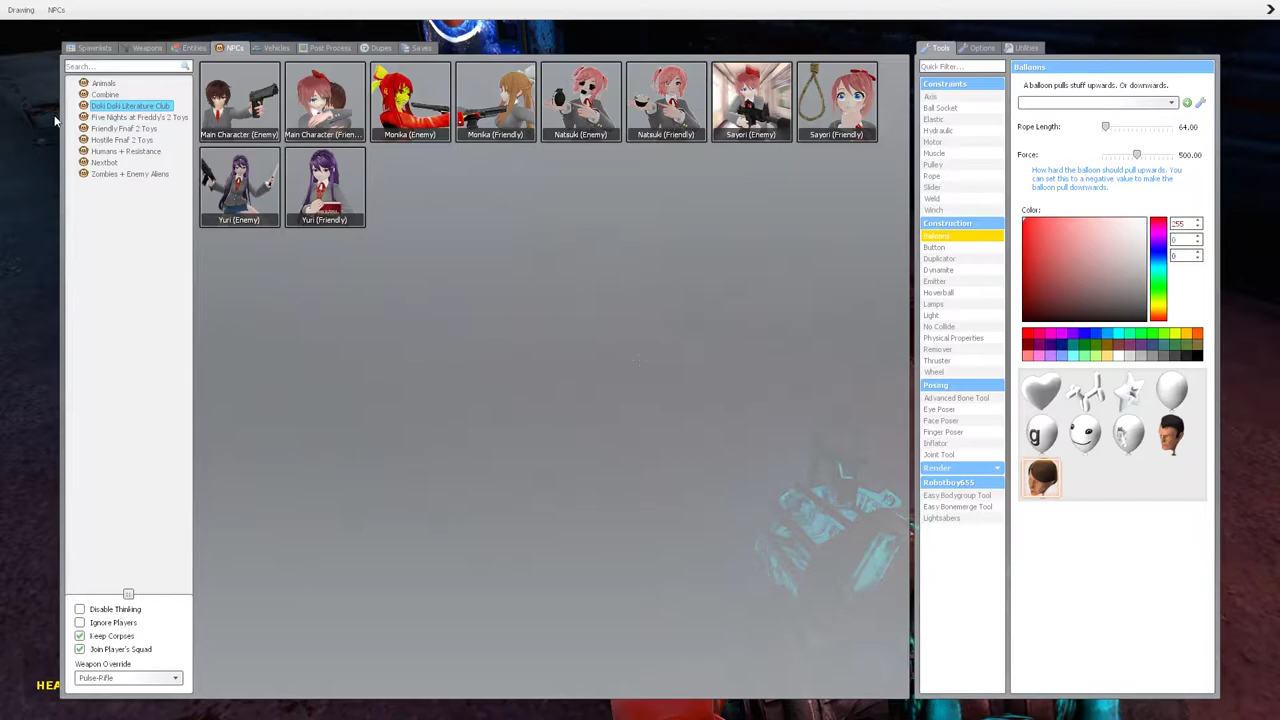 Drawing NPCs
Spawnlists Weapons Entities NPCs Vehicles Post Process Dupes Saves
Search...
Animals
Combine
Doki Doki Literature Club
Five Nights at Freddy's 2 Toys
Friendly Fnaf 2 Toys
Hostile Fnaf 2 Toys
Humans + Resistance
Nextbot
Zombies + Enemy Aliens
Main Character (Enemy) Main Character (Frien... Monika (Enemy) Monika (Friendly) Natsuki (Enemy) Natsuki (Friendly) Sayori (Enemy) Sayori (Friendly)
Yuri (Enemy) Yuri (Friendly)
Disable Thinking
Ignore Players
Keep Corpses
Join Player's Squad
Weapon Override
Pulse-Rifle
HEA
Tools Options Utilities
Quick Filter...
Constraints
Axis
Ball Socket
Elastic
Hydraulic
Motor
Muscle
Pulley
Rope
Slider
Weld
Winch
Construction
Balloons
Button
Duplicator
Dynamite
Emitter
Hoverball
Lamps
Light
No Collide
Physical Properties
Remover
Thruster
Wheel
Posing
Advanced Bone Tool
Eye Poser
Face Poser
Finger Poser
Inflator
Joint Tool
Render
Robotboy655
Easy Bodygroup Tool
Easy Bonemerge Tool
Lightsabers
Balloons
A balloon pulls stuff upwards. Or downwards.
Rope Length: 64.00
Force: 500.00
How hard the balloon should pull upwards. You
can set this to a negative value to make the
balloon pull downwards.
Color:
255
0
0
g